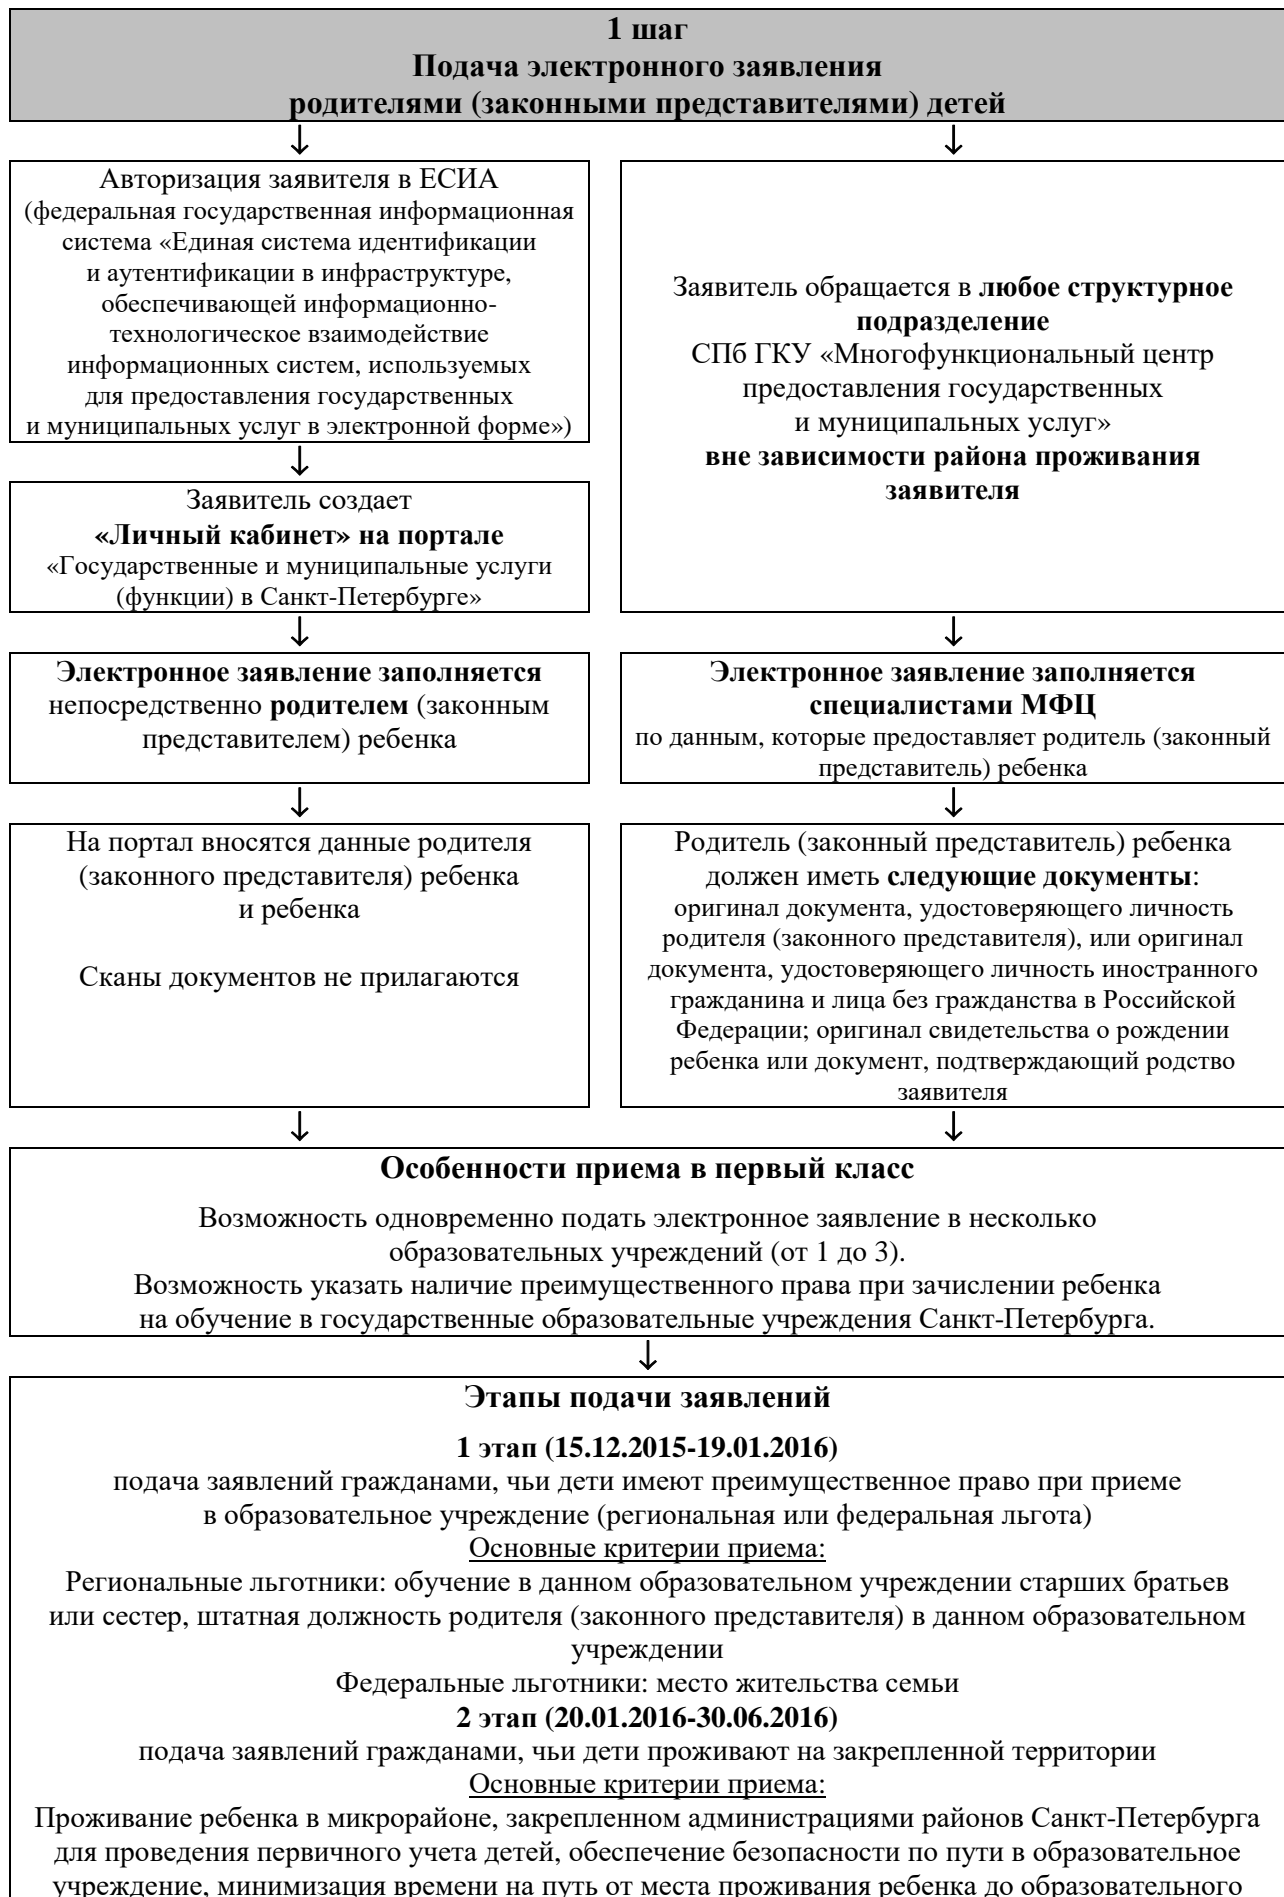 1 шаг
Подача электронного заявления
родителями (законными представителями) детей
Авторизация заявителя в ЕСИА
(федеральная государственная информационная
система «Единая система идентификации
и аутентификации в инфраструктуре,
обеспечивающей информационно-
технологическое взаимодействие
информационных систем, используемых
для предоставления государственных
и муниципальных услуг в электронной форме»)
Заявитель создает
«Личный кабинет» на портале
«Государственные и муниципальные услуги
(функции) в Санкт-Петербурге»
Заявитель обращается в любое структурное
подразделение
СПб ГКУ «Многофункциональный центр
предоставления государственных
и муниципальных услуг»
вне зависимости района проживания
заявителя
Электронное заявление заполняется
непосредственно родителем (законным
представителем) ребенка
Электронное заявление заполняется
специалистами МФЦ
по данным, которые предоставляет родитель (законный
представитель) ребенка
На портал вносятся данные родителя
(законного представителя) ребенка
и ребенка
Сканы документов не прилагаются
Родитель (законный представитель) ребенка
должен иметь следующие документы:
оригинал документа, удостоверяющего личность
родителя (законного представителя), или оригинал
документа, удостоверяющего личность иностранного
гражданина и лица без гражданства в Российской
Федерации; оригинал свидетельства о рождении
ребенка или документ, подтверждающий родство
заявителя
Особенности приема в первый класс
Возможность одновременно подать электронное заявление в несколько
образовательных учреждений (от 1 до 3).
Возможность указать наличие преимущественного права при зачислении ребенка
на обучение в государственные образовательные учреждения Санкт-Петербурга.
Этапы подачи заявлений
1 этап (15.12.2015-19.01.2016)
подача заявлений гражданами, чьи дети имеют преимущественное право при приеме
в образовательное учреждение (региональная или федеральная льгота)
Основные критерии приема:
Региональные льготники: обучение в данном образовательном учреждении старших братьев
или сестер, штатная должность родителя (законного представителя) в данном образовательном
учреждении
Федеральные льготники: место жительства семьи
2 этап (20.01.2016-30.06.2016)
подача заявлений гражданами, чьи дети проживают на закрепленной территории
Основные критерии приема:
Проживание ребенка в микрорайоне, закрепленном администрациями районов Санкт-Петербурга
для проведения первичного учета детей, обеспечение безопасности по пути в образовательное
учреждение, минимизация времени на путь от места проживания ребенка до образовательного